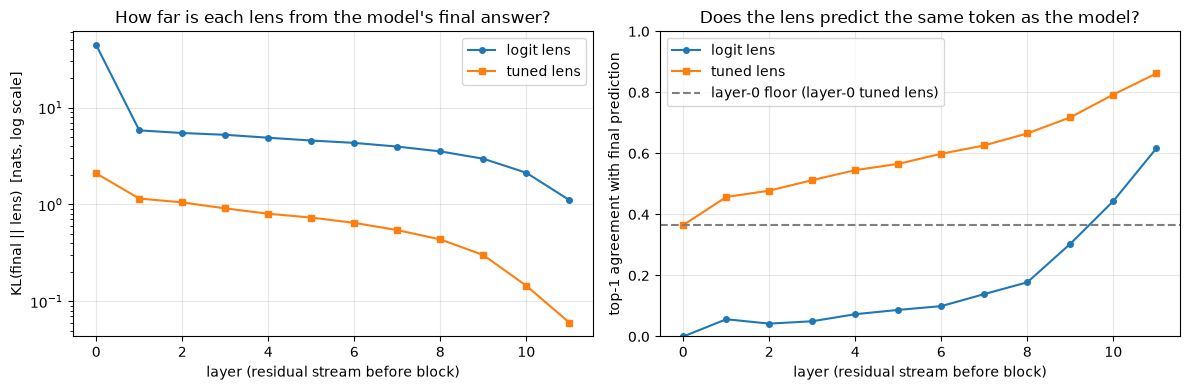 How far is each lens from the model's final answer?
KL(final || lens)  [nats, log scale]
10¹
10⁰
10⁻¹
logit lens
tuned lens
0 2 4 6 8 10
layer (residual stream before block)
Does the lens predict the same token as the model?
top-1 agreement with final prediction
1.0
0.8
0.6
0.4
0.2
0.0
logit lens
tuned lens
layer-0 floor (layer-0 tuned lens)
0 2 4 6 8 10
layer (residual stream before block)